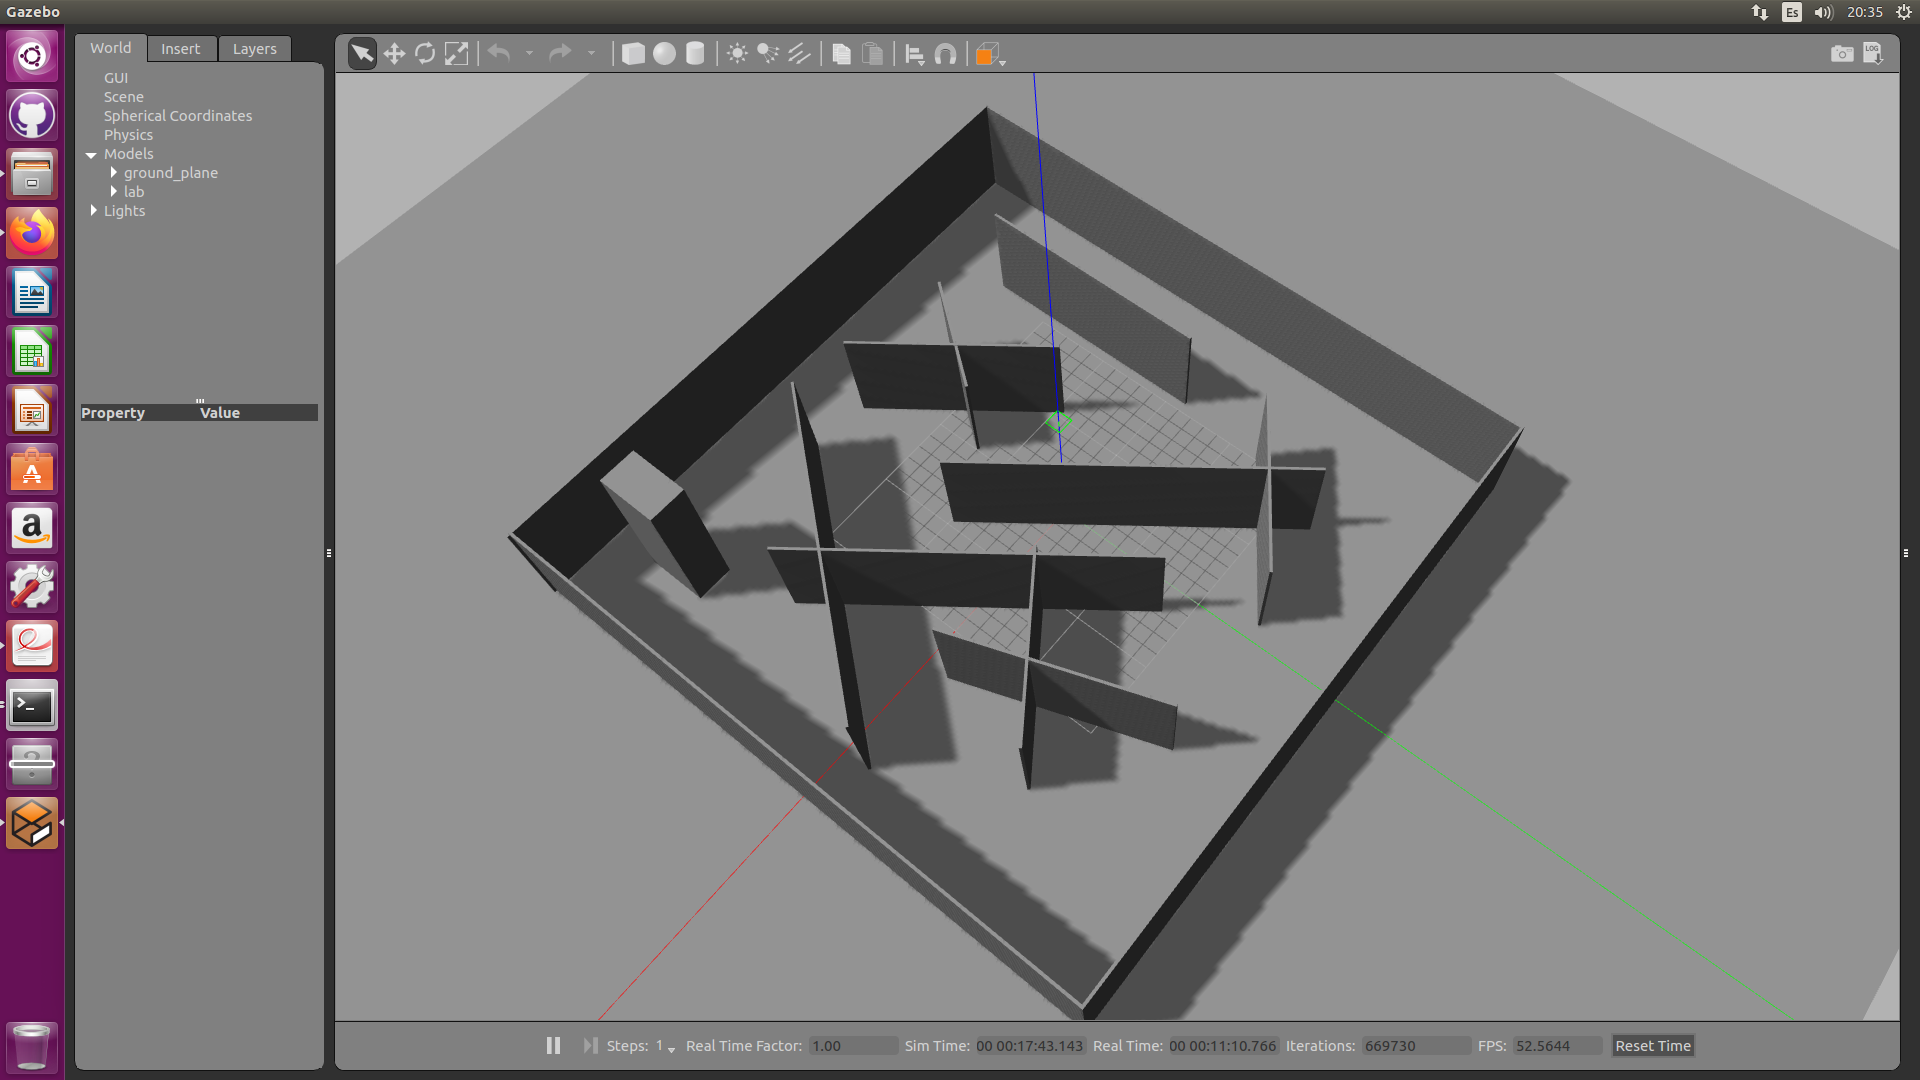 Gazebo
Es
20:35
World
Insert
Layers
GUI
Scene
Spherical Coordinates
Physics
Models
ground_plane
lab
Lights
Property Value
LOG
Steps: 1
Real Time Factor: 1.00
Sim Time: 00 00:17:43.143
Real Time: 00 00:11:10.766
Iterations: 669730
FPS: 52.5644
Reset Time